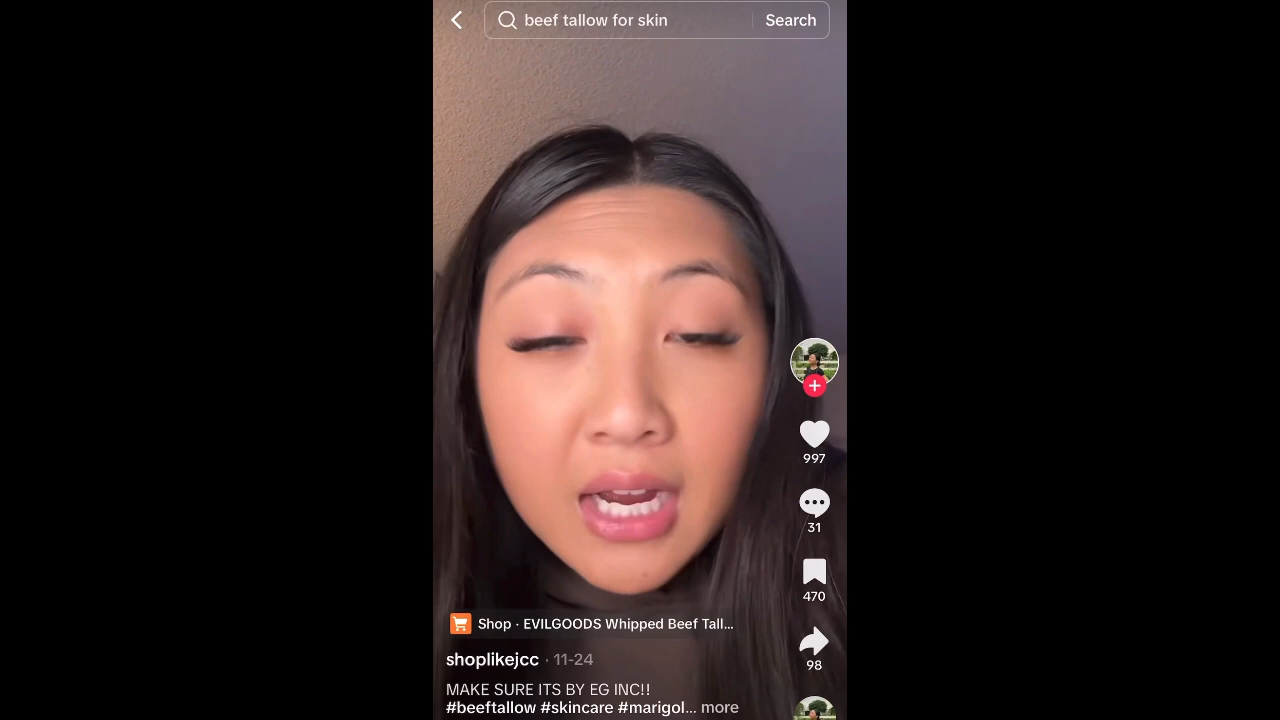 beef tallow for skin
Search
997
31
470
98
Shop · EVILGOODS Whipped Beef Tall...
shoplikejcc · 11-24
MAKE SURE ITS BY EG INC!!
#beeftallow #skincare #marigol... more